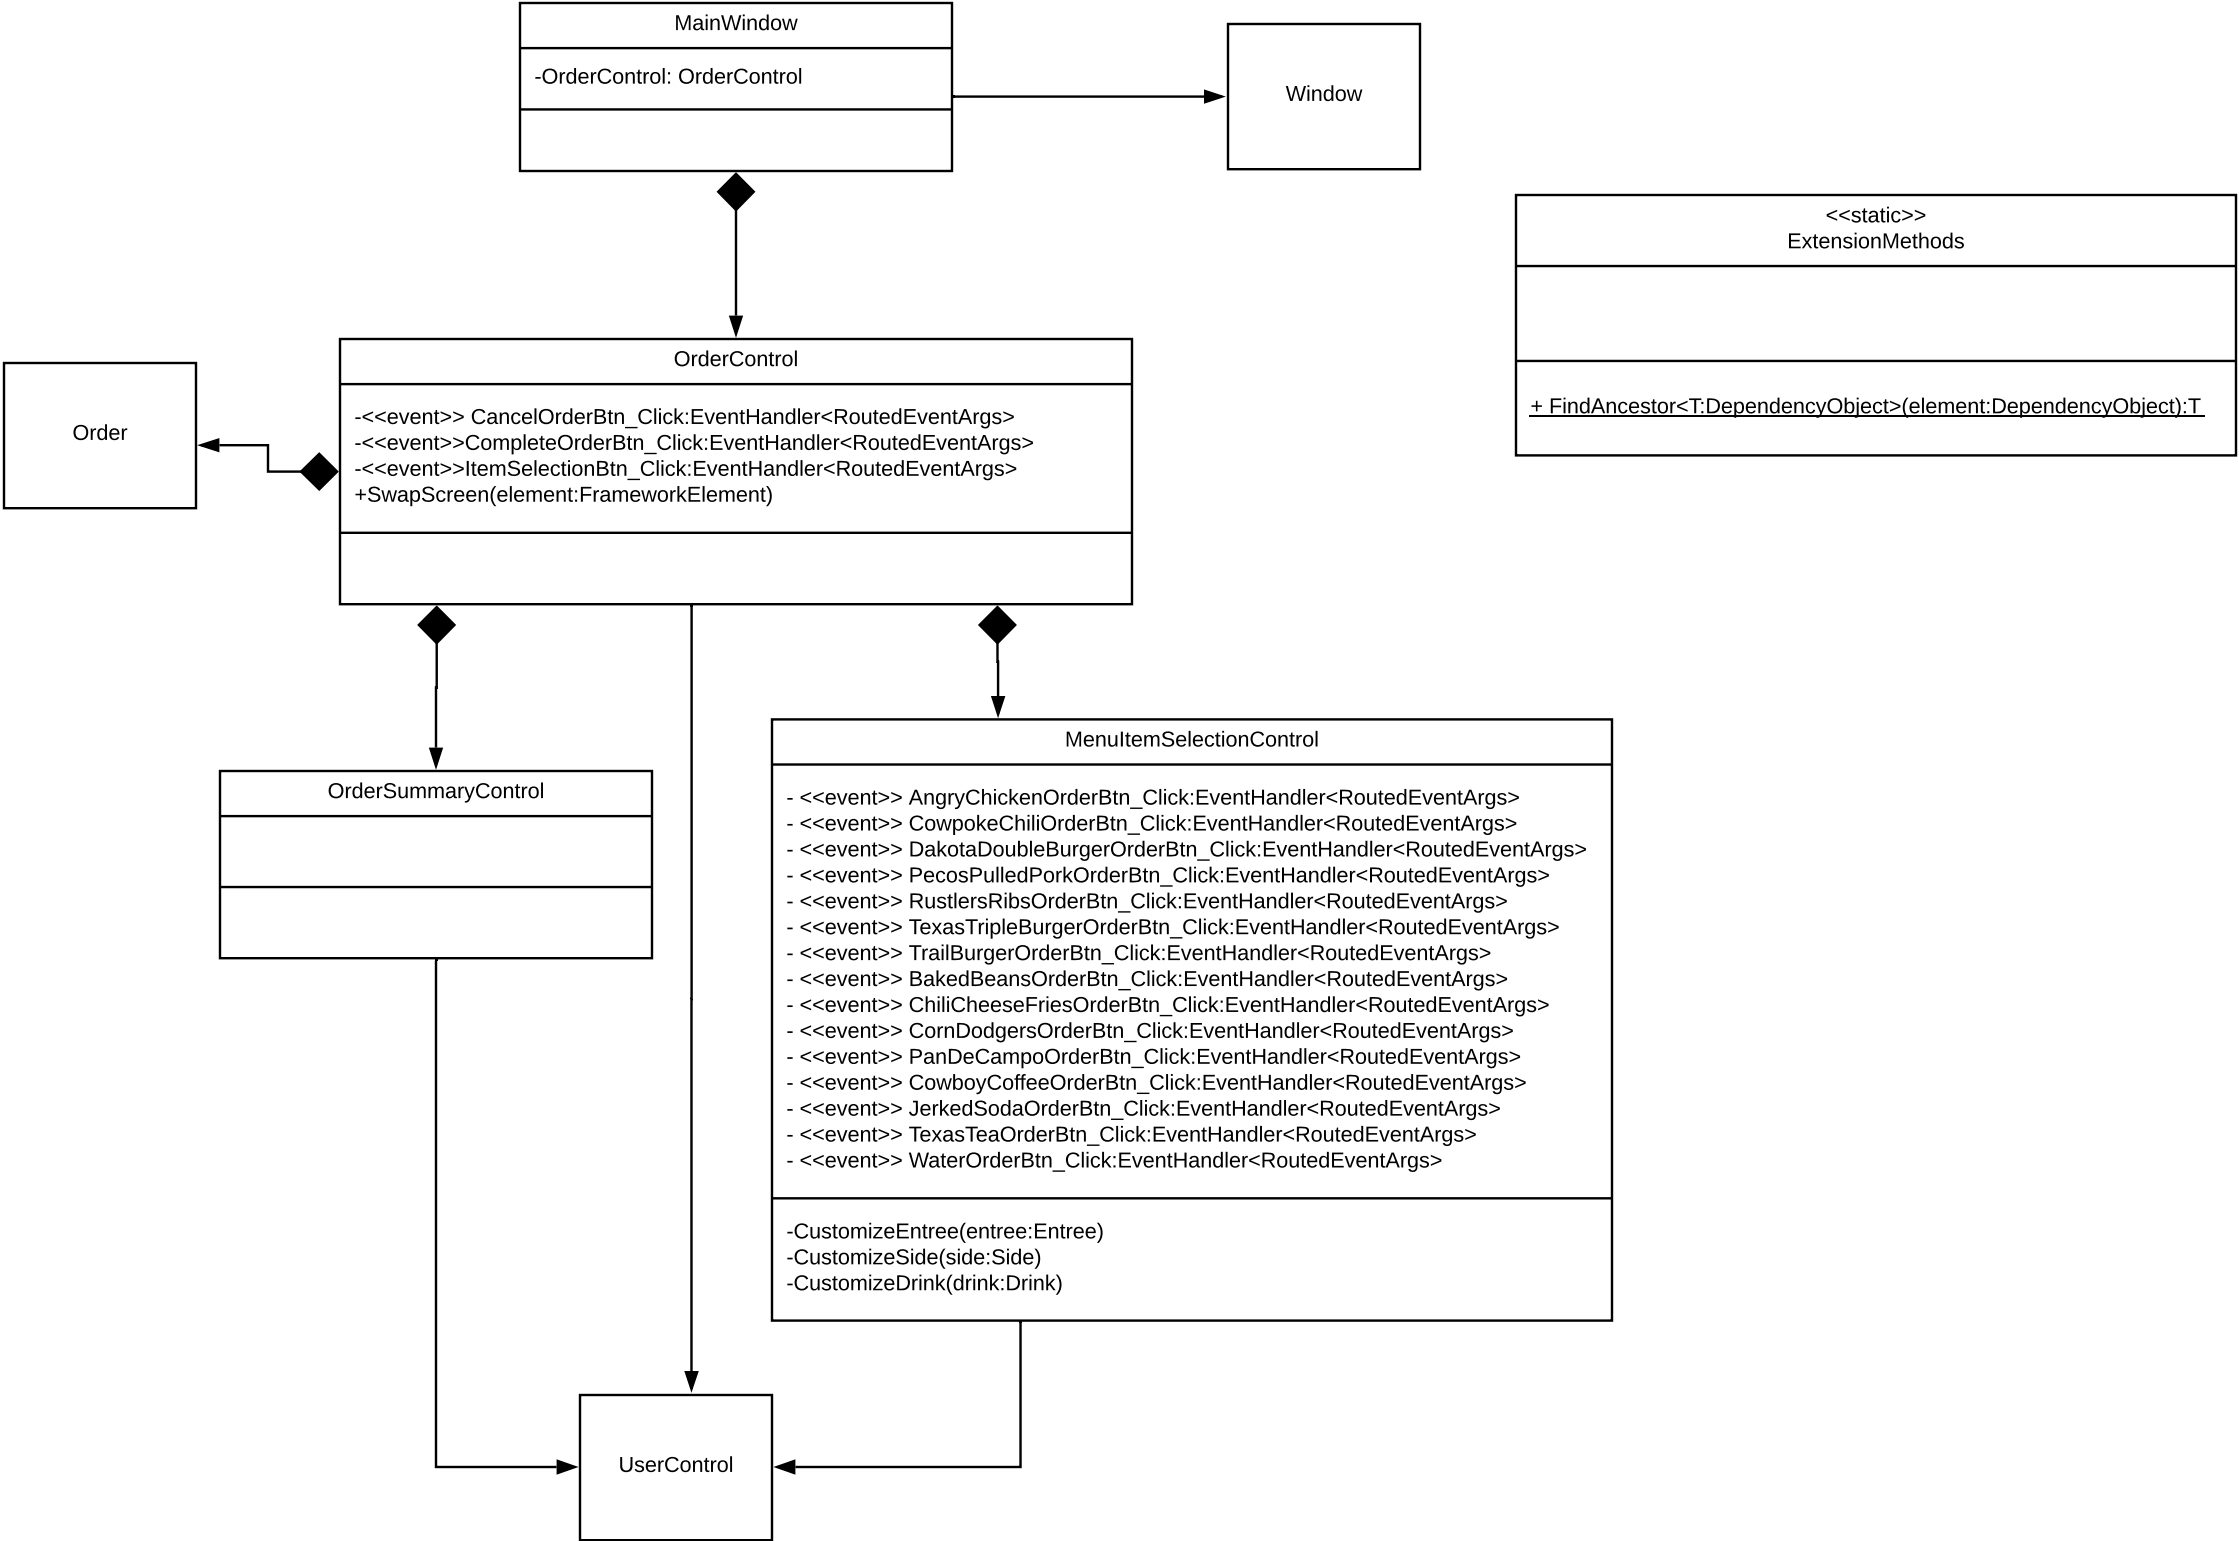 MainWindow
-OrderControl: OrderControl
Window
<<static>>
ExtensionMethods
+ FindAncestor<T:DependencyObject>(element:DependencyObject):T
OrderControl
-<<event>> CancelOrderBtn_Click:EventHandler<RoutedEventArgs>
-<<event>>CompleteOrderBtn_Click:EventHandler<RoutedEventArgs>
-<<event>>ItemSelectionBtn_Click:EventHandler<RoutedEventArgs>
+SwapScreen(element:FrameworkElement)
Order
MenuItemSelectionControl
- <<event>> AngryChickenOrderBtn_Click:EventHandler<RoutedEventArgs>
- <<event>> CowpokeChiliOrderBtn_Click:EventHandler<RoutedEventArgs>
- <<event>> DakotaDoubleBurgerOrderBtn_Click:EventHandler<RoutedEventArgs>
- <<event>> PecosPulledPorkOrderBtn_Click:EventHandler<RoutedEventArgs>
- <<event>> RustlersRibsOrderBtn_Click:EventHandler<RoutedEventArgs>
- <<event>> TexasTripleBurgerOrderBtn_Click:EventHandler<RoutedEventArgs>
- <<event>> TrailBurgerOrderBtn_Click:EventHandler<RoutedEventArgs>
- <<event>> BakedBeansOrderBtn_Click:EventHandler<RoutedEventArgs>
- <<event>> ChiliCheeseFriesOrderBtn_Click:EventHandler<RoutedEventArgs>
- <<event>> CornDodgersOrderBtn_Click:EventHandler<RoutedEventArgs>
- <<event>> PanDeCampoOrderBtn_Click:EventHandler<RoutedEventArgs>
- <<event>> CowboyCoffeeOrderBtn_Click:EventHandler<RoutedEventArgs>
- <<event>> JerkedSodaOrderBtn_Click:EventHandler<RoutedEventArgs>
- <<event>> TexasTeaOrderBtn_Click:EventHandler<RoutedEventArgs>
- <<event>> WaterOrderBtn_Click:EventHandler<RoutedEventArgs>
-CustomizeEntree(entree:Entree)
-CustomizeSide(side:Side)
-CustomizeDrink(drink:Drink)
OrderSummaryControl
UserControl